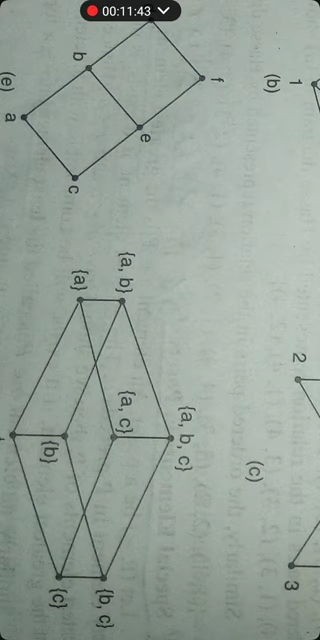 00:11:43
(b)
1
f
b
e
(e)
a
c
2
(c)
3
{a, b}
{a}
{a, b, c}
{a, c}
{b}
{b, c}
{c}